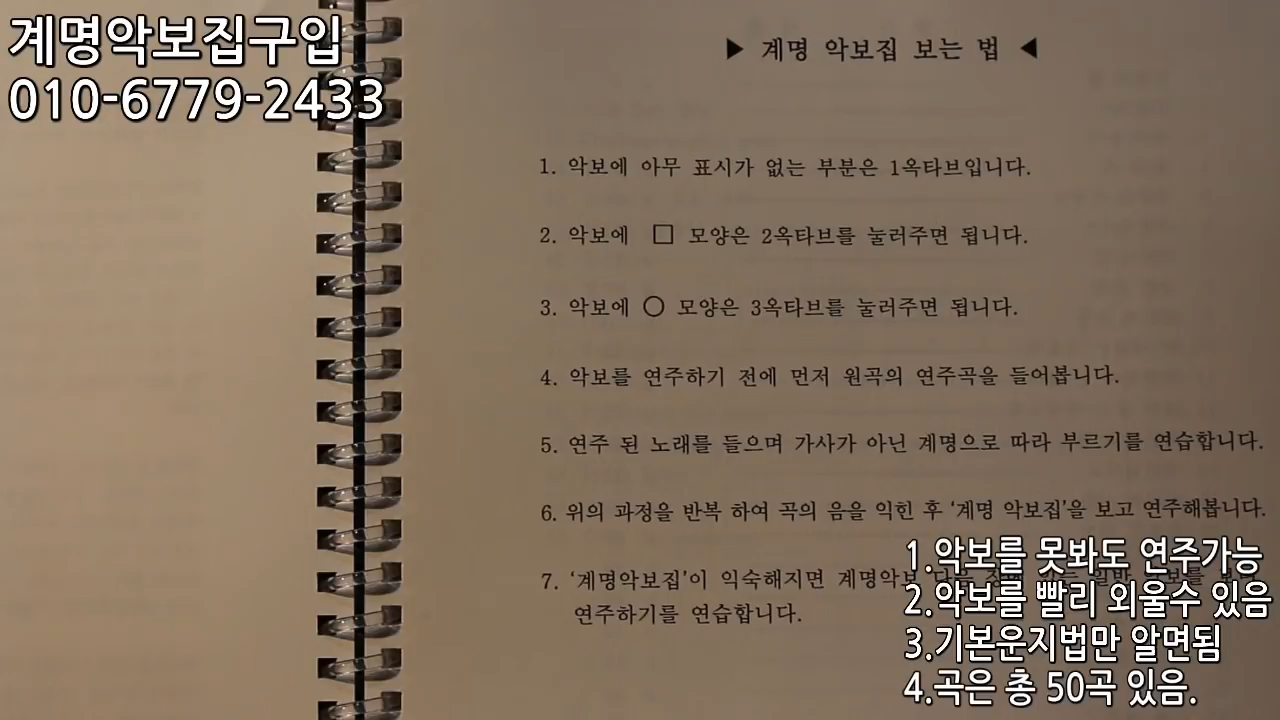 계명악보집구입
010-6779-2433
▶ 계명 악보집 보는 법 ◀
1. 악보에 아무 표시가 없는 부분은 1옥타브입니다.
2. 악보에 □ 모양은 2옥타브를 눌러주면 됩니다.
3. 악보에 ○ 모양은 3옥타브를 눌러주면 됩니다.
4. 악보를 연주하기 전에 먼저 원곡의 연주곡을 들어봅니다.
5. 연주 된 노래를 들으며 가사가 아닌 계명으로 따라 부르기를 연습합니다.
6. 위의 과정을 반복 하여 곡의 음을 익힌 후 '계명 악보집'을 보고 연주해봅니다.
7. '계명악보집'이 익숙해지면 계명악보
연주하기를 연습합니다.
1.악보를 못봐도 연주가능
2.악보를 빨리 외울수 있음
3.기본운지법만 알면됨
4.곡은 총 50곡 있음.